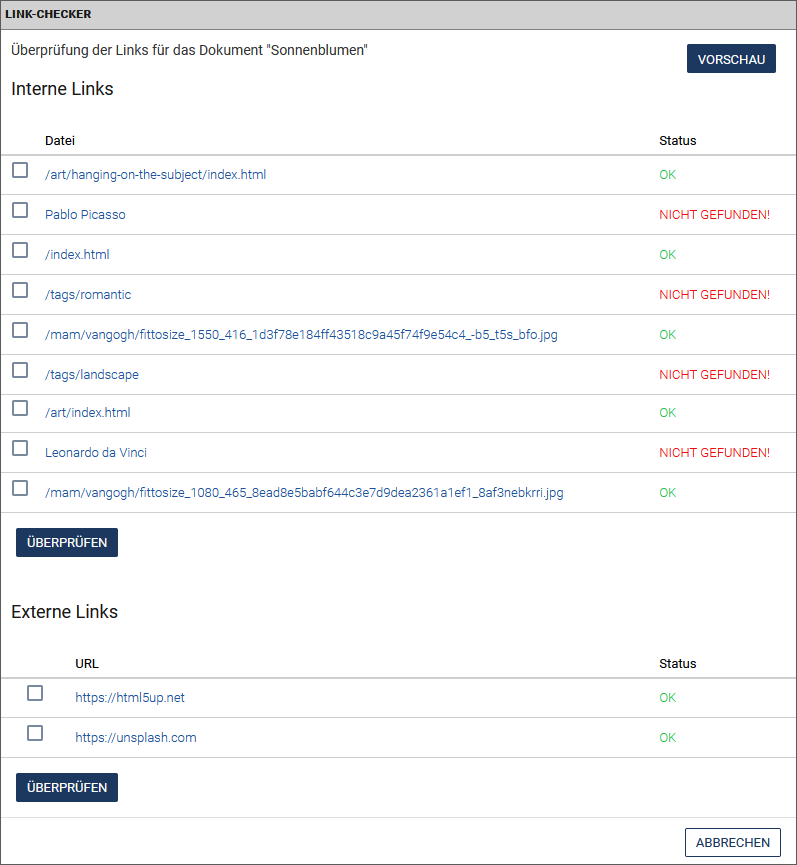 LINK-CHECKER
Überprüfung der Links für das Dokument "Sonnenblumen"
VORSCHAU
Interne Links
Datei Status
/art/hanging-on-the-subject/index.html OK
Pablo Picasso NICHT GEFUNDEN!
/index.html OK
/tags/romantic NICHT GEFUNDEN!
/mam/vangogh/fittosize_1550_416_1d3f78e184ff43518c9a45f74f9e54c4_-b5_t5s_bfo.jpg OK
/tags/landscape NICHT GEFUNDEN!
/art/index.html OK
Leonardo da Vinci NICHT GEFUNDEN!
/mam/vangogh/fittosize_1080_465_8ead8e5babf644c3e7d9dea2361a1ef1_8af3nebkrri.jpg OK
ÜBERPRÜFEN
Externe Links
URL Status
https://html5up.net OK
https://unsplash.com OK
ÜBERPRÜFEN
ABBRECHEN